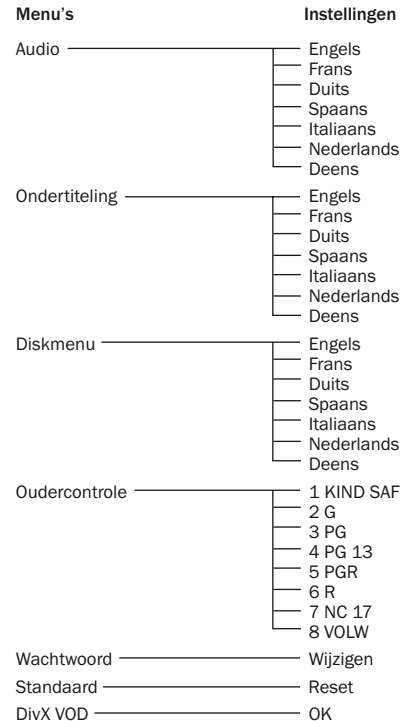 Menu's Instellingen
Audio Engels
Frans
Duits
Spaans
Italiaans
Nederlands
Deens
Ondertiteling Engels
Frans
Duits
Spaans
Italiaans
Nederlands
Deens
Diskmenu Engels
Frans
Duits
Spaans
Italiaans
Nederlands
Deens
Oudercontrole 1 KIND SAF
2 G
3 PG
4 PG 13
5 PGR
6 R
7 NC 17
8 VOLW
Wachtwoord Wijzigen
Standaard Reset
DivX VOD OK